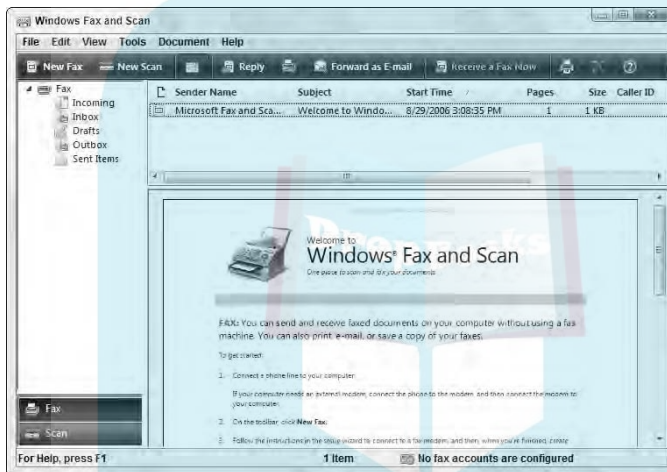 Windows Fax and Scan
File Edit View Tools Document Help
New Fax New Scan Reply Forward as E-mail Receive a Fax Now
Fax
Incoming
Inbox
Drafts
Outbox
Sent Items
Sender Name Subject Start Time Pages Size Caller ID
Microsoft Fax and Sca... Welcome to Windo... 8/29/2006 3:08:35 PM 1 1 KB
Welcome to
Windows® Fax and Scan
One place to scan and fax your documents
FAX: You can send and receive faxed documents on your computer without using a fax
machine. You can also print, e-mail, or save a copy of your faxes.
To get started:
1. Connect a phone line to your computer.
If your computer needs an external modem, connect the phone to the modem, and then connect the modem to
your computer.
2. On the toolbar, click New Fax.
3. Follow the instructions in the setup wizard to connect to a fax modem, and then, when you're finished, create
Fax
Scan
For Help, press F1 1 Item No fax accounts are configured